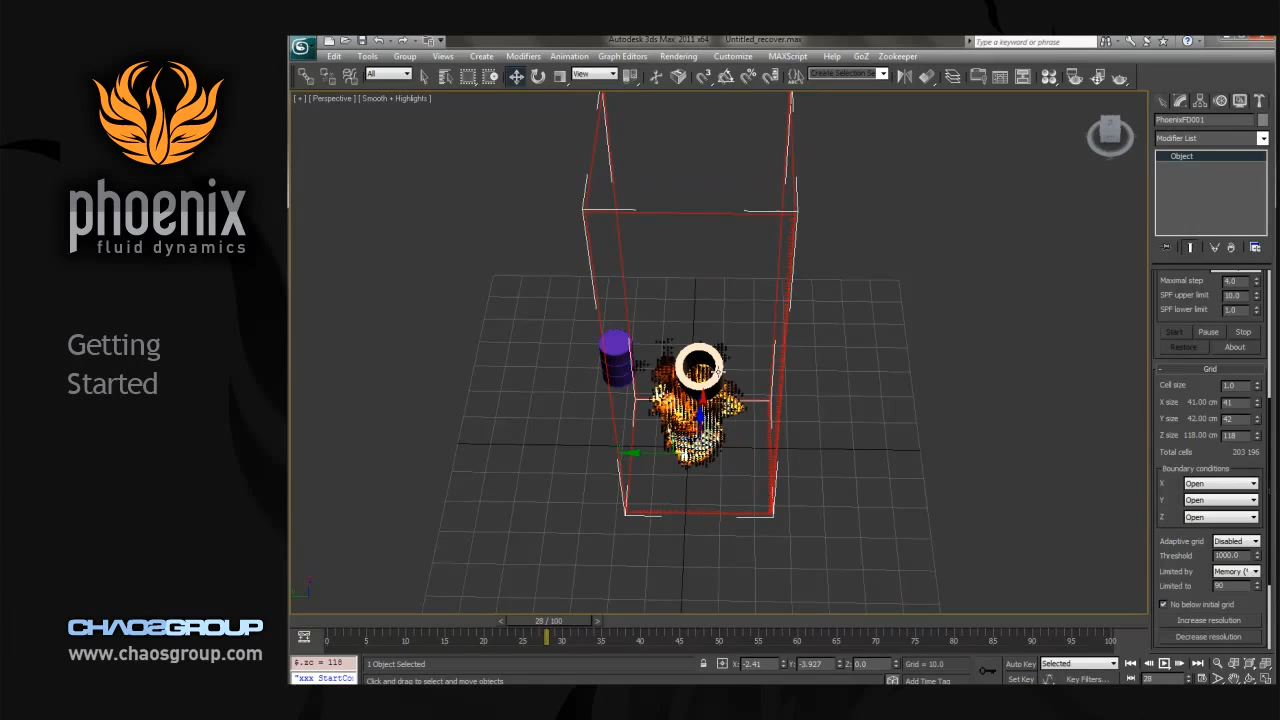 phoenix
fluid dynamics
Getting
Started
CHAOSGROUP
www.chaosgroup.com
Autodesk 3ds Max 2011 x64 Untitled_recover.max
Type a keyword or phrase
Edit Tools Group Views Create Modifiers Animation Graph Editors Rendering Customize MAXScript Help GoZ Zookeeper
All View Create Selection Se
[ + ] [ Perspective ] [ Smooth + Highlights ]
PhoenixFD001
Modifier List
Object
Maximal step 4.0
SPF upper limit 10.0
SPF lower limit 1.0
Start Pause Stop
Restore About
Grid
Cell size 1.0
X size 41.00 cm 41
Y size 42.00 cm 42
Z size 118.00 cm 118
Total cells 203 196
Boundary conditions
X Open
Y Open
Z Open
Adaptive grid Disabled
Threshold 1000.0
Limited by Memory (
Limited to 90
No below initial grid
Increase resolution
Decrease resolution
< 28 / 100 >
0 5 10 15 20 25 30 35 40 45 50 55 60 65 70 75 80 85 90 95 100
$.zc = 118 1 Object Selected X: -2.41 Y: -3.927 Z: 0.0 Grid = 10.0 Auto Key Selected
"xxx StartCo Click and drag to select and move objects Add Time Tag Set Key Key Filters... 28